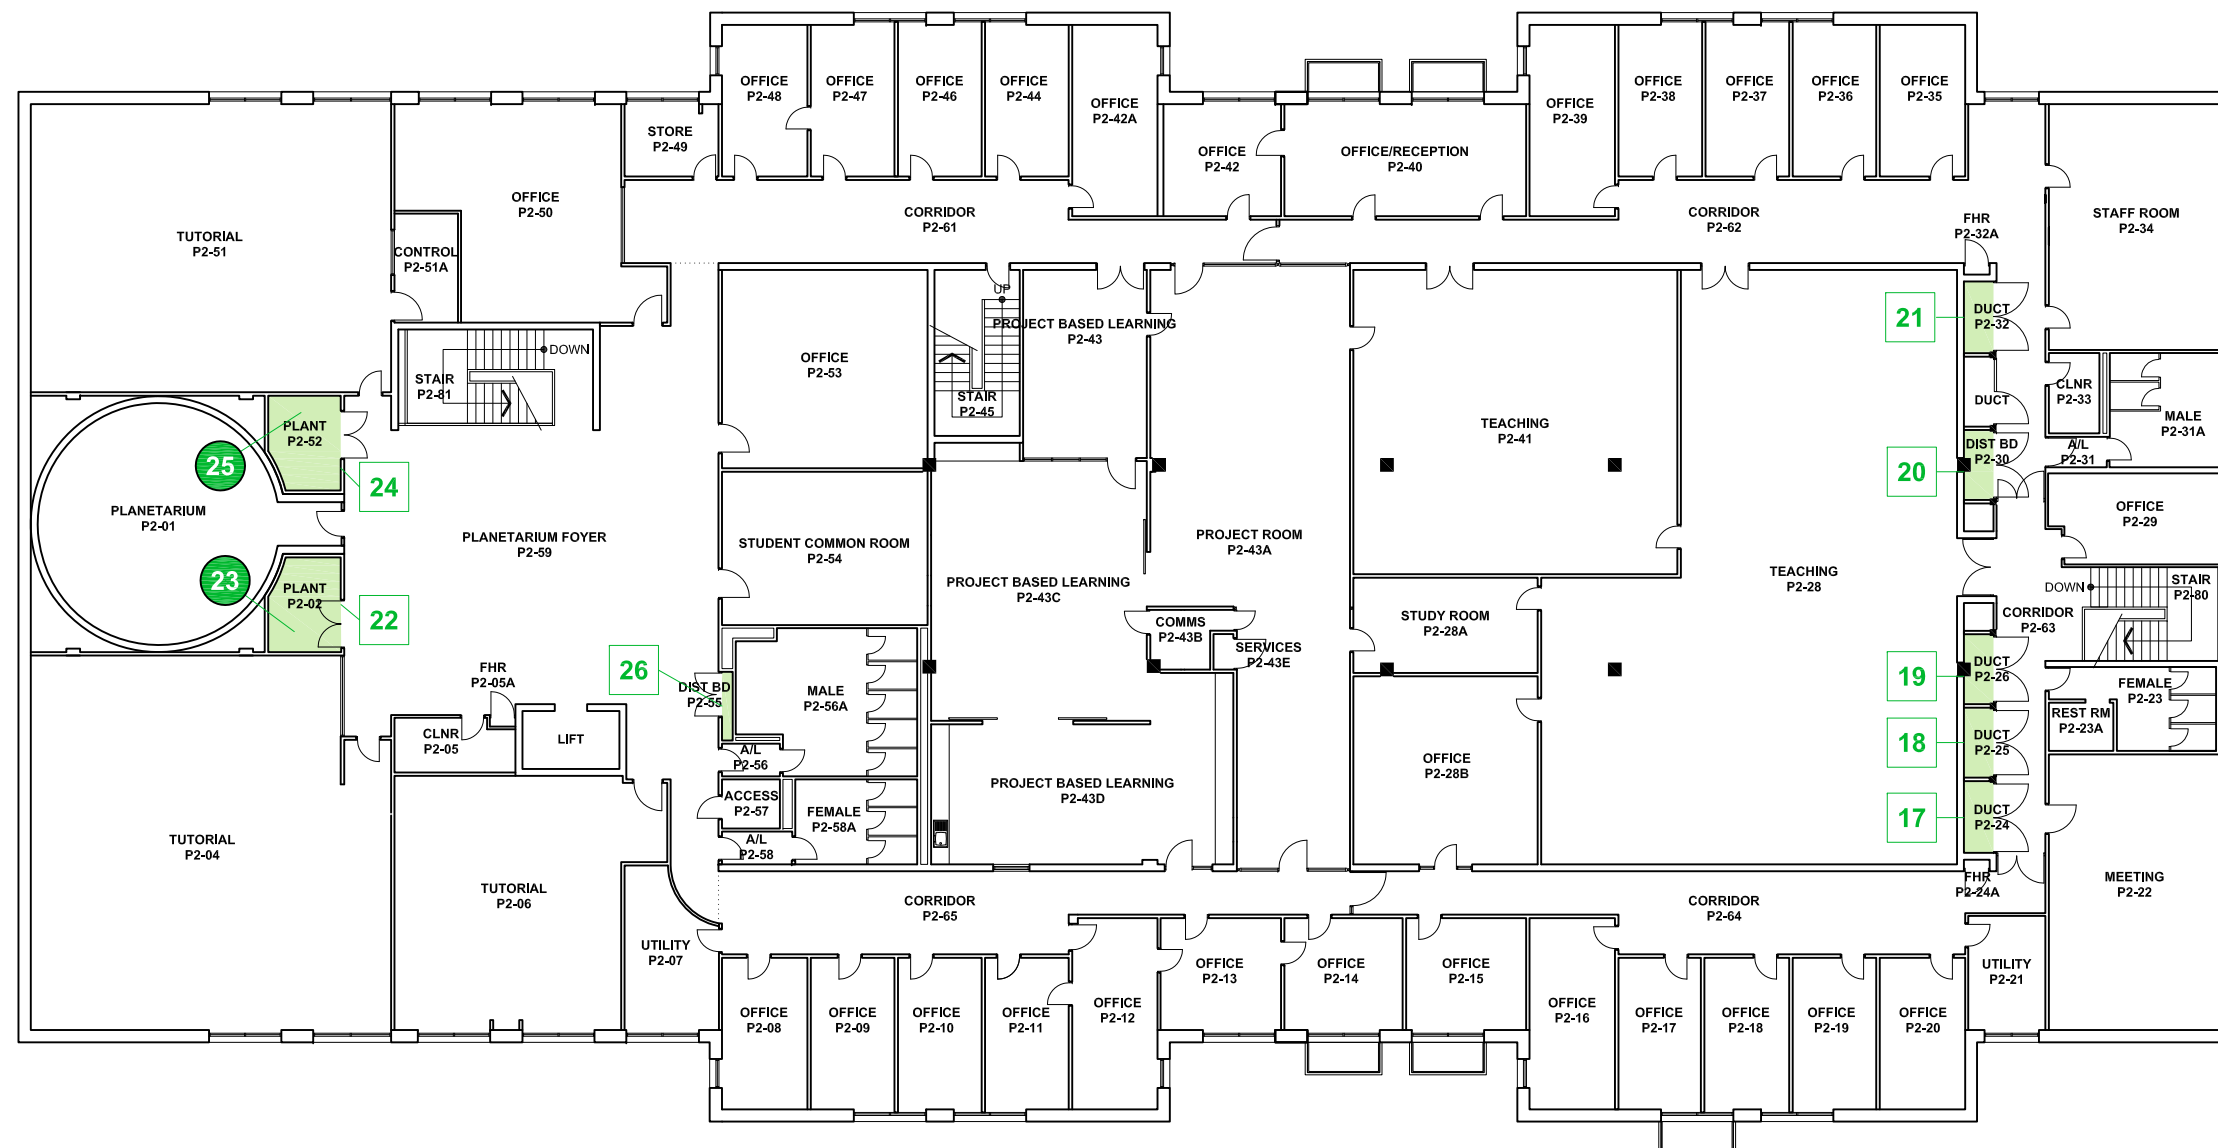 OFFICE
P2-48
OFFICE
P2-47
OFFICE
P2-46
OFFICE
P2-44
OFFICE
P2-42A
OFFICE
P2-39
OFFICE
P2-38
OFFICE
P2-37
OFFICE
P2-36
OFFICE
P2-35
STORE
P2-49
OFFICE
P2-42
OFFICE/RECEPTION
P2-40
TUTORIAL
P2-51
OFFICE
P2-50
CONTROL
P2-51A
CORRIDOR
P2-61
CORRIDOR
P2-62
FHR
P2-32A
STAFF ROOM
P2-34
UP
PROJECT BASED LEARNING
P2-43
21
DUCT
P2-32
DOWN
STAIR
P2-81
OFFICE
P2-53
STAIR
P2-45
CLNR
P2-33
DUCT
MALE
P2-31A
PLANT
P2-52
TEACHING
P2-41
DIST BD
P2-30
A/L
P2-31
25
24
20
PLANETARIUM
P2-01
PLANETARIUM FOYER
P2-59
STUDENT COMMON ROOM
P2-54
PROJECT ROOM
P2-43A
OFFICE
P2-29
23
PLANT
P2-02
22
PROJECT BASED LEARNING
P2-43C
TEACHING
P2-28
DOWN
STAIR
P2-80
COMMS
P2-43B
STUDY ROOM
P2-28A
CORRIDOR
P2-63
SERVICES
P2-43E
FHR
P2-05A
26
DIST BD
P2-55
MALE
P2-56A
19
DUCT
P2-26
FEMALE
P2-23
REST RM
P2-23A
CLNR
P2-05
LIFT
A/L
P2-56
18
DUCT
P2-25
OFFICE
P2-28B
PROJECT BASED LEARNING
P2-43D
ACCESS
P2-57
FEMALE
P2-58A
17
DUCT
P2-24
TUTORIAL
P2-04
A/L
P2-58
TUTORIAL
P2-06
CORRIDOR
P2-65
CORRIDOR
P2-64
FHR
P2-24A
MEETING
P2-22
UTILITY
P2-07
OFFICE
P2-13
OFFICE
P2-14
OFFICE
P2-15
UTILITY
P2-21
OFFICE
P2-08
OFFICE
P2-09
OFFICE
P2-10
OFFICE
P2-11
OFFICE
P2-12
OFFICE
P2-16
OFFICE
P2-17
OFFICE
P2-18
OFFICE
P2-19
OFFICE
P2-20